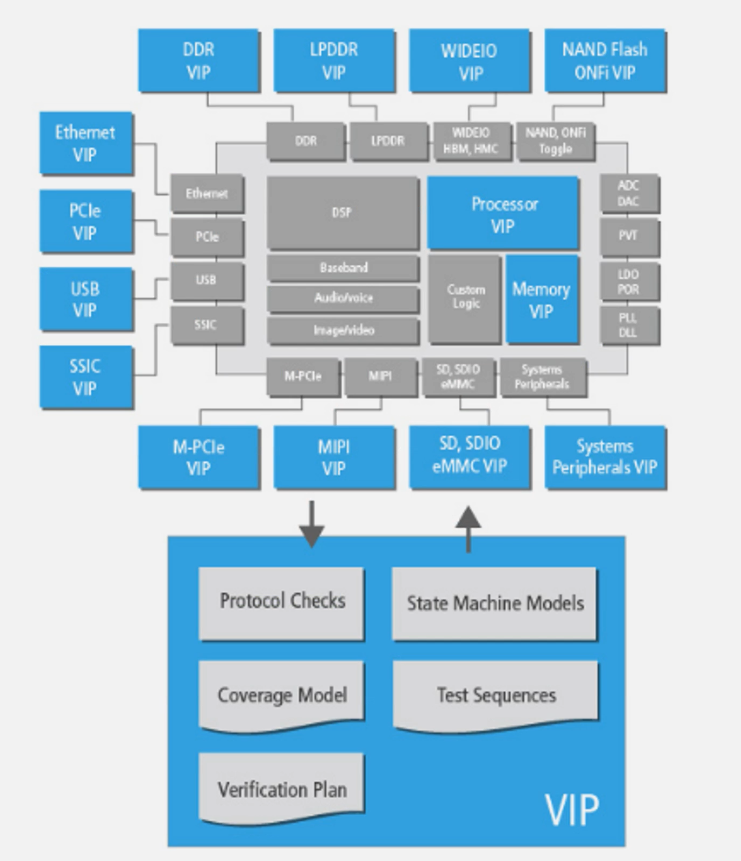 DDR
VIP
LPDDR
VIP
WIDEIO
VIP
NAND Flash
ONFi VIP
Ethernet
VIP
PCIe
VIP
USB
VIP
SSIC
VIP
DDR
LPDDR
WIDEIO
HBM, HMC
NAND, ONFi
Toggle
Ethernet
PCIe
USB
SSIC
DSP
Baseband
Audio/voice
Image/video
Processor
VIP
Custom
Logic
Memory
VIP
ADC
DAC
PVT
LDO
POR
PLL
DLL
M-PCIe
MIPI
SD, SDIO
eMMC
Systems
Peripherals
M-PCIe
VIP
MIPI
VIP
SD, SDIO
eMMC VIP
Systems
Peripherals VIP
Protocol Checks
State Machine Models
Coverage Model
Test Sequences
Verification Plan
VIP